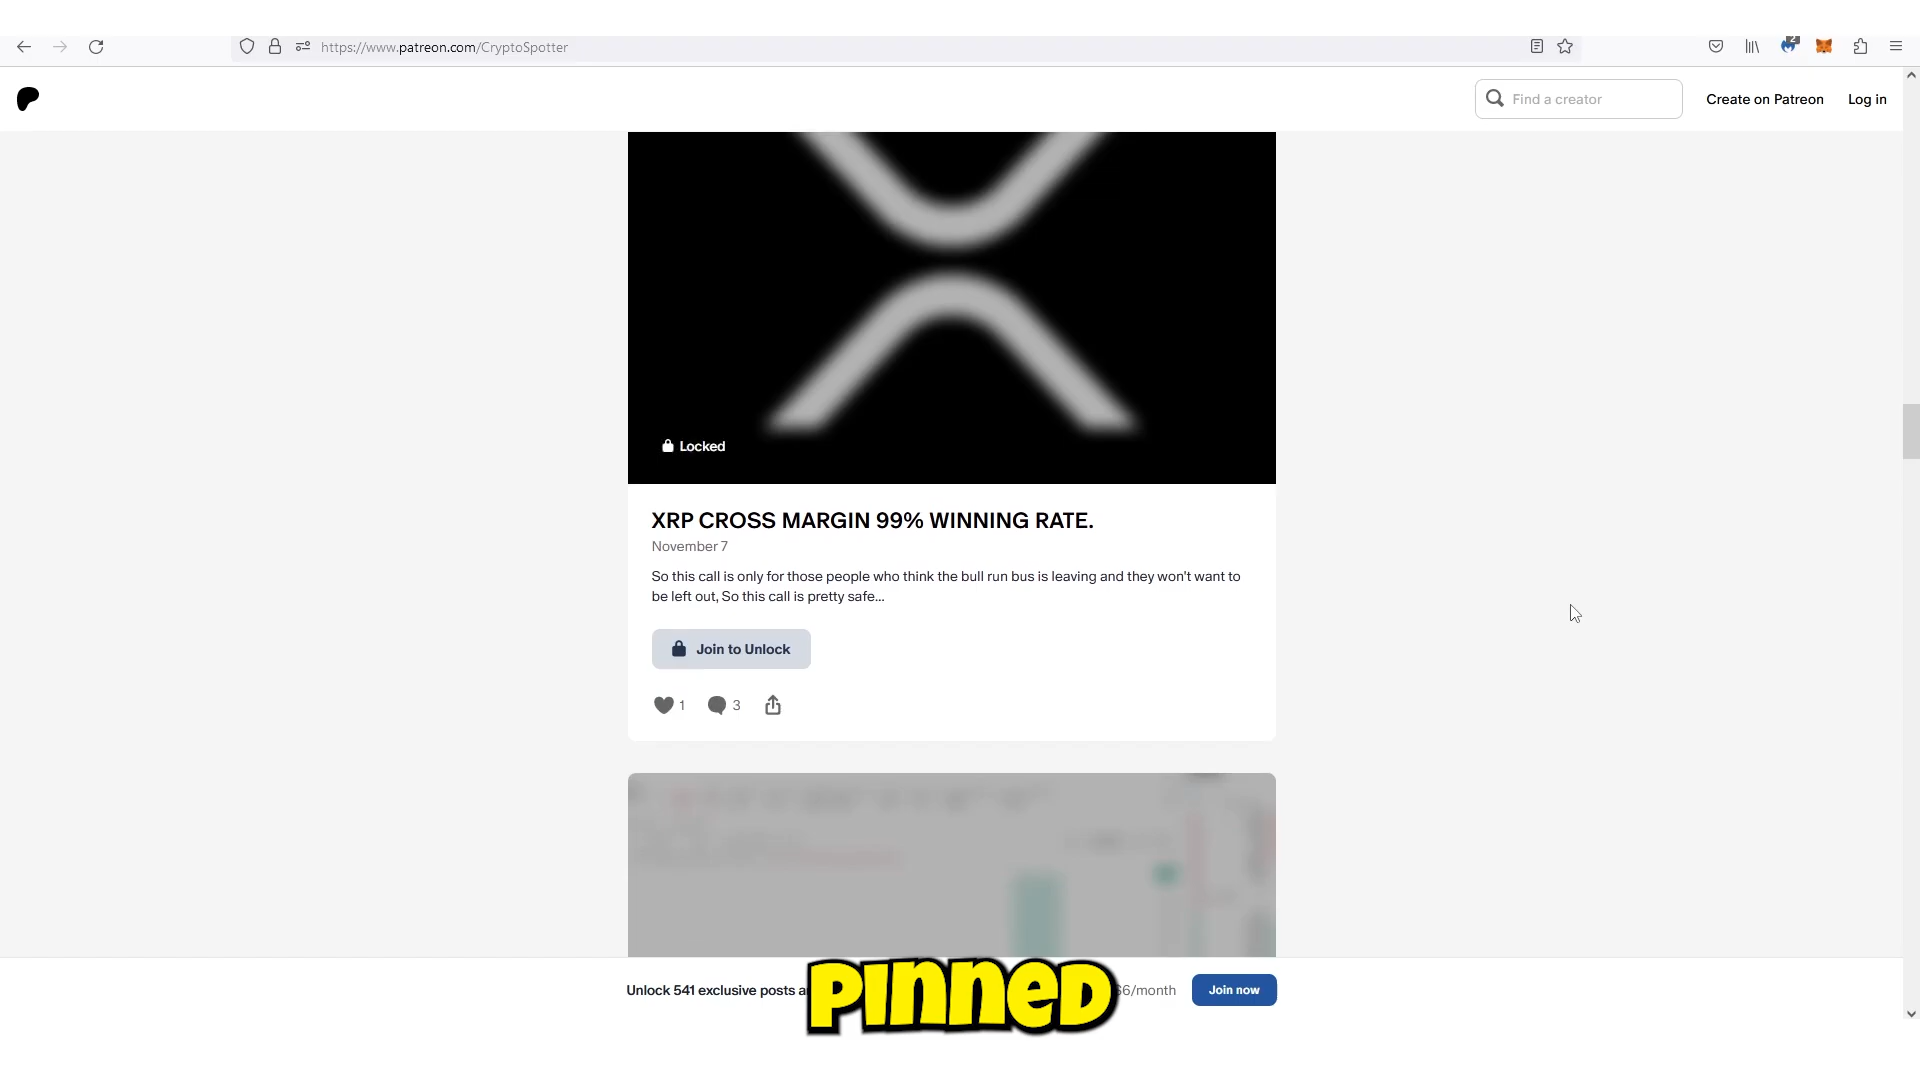 https://www.patreon.com/CryptoSpotter
2
Find a creator
Create on Patreon
Log in
Locked
XRP CROSS MARGIN 99% WINNING RATE.
November 7
So this call is only for those people who think the bull run bus is leaving and they won't want to
be left out, So this call is pretty safe...
Join to Unlock
1
3
Unlock 541 exclusive posts
6/month
Join now
PINNED